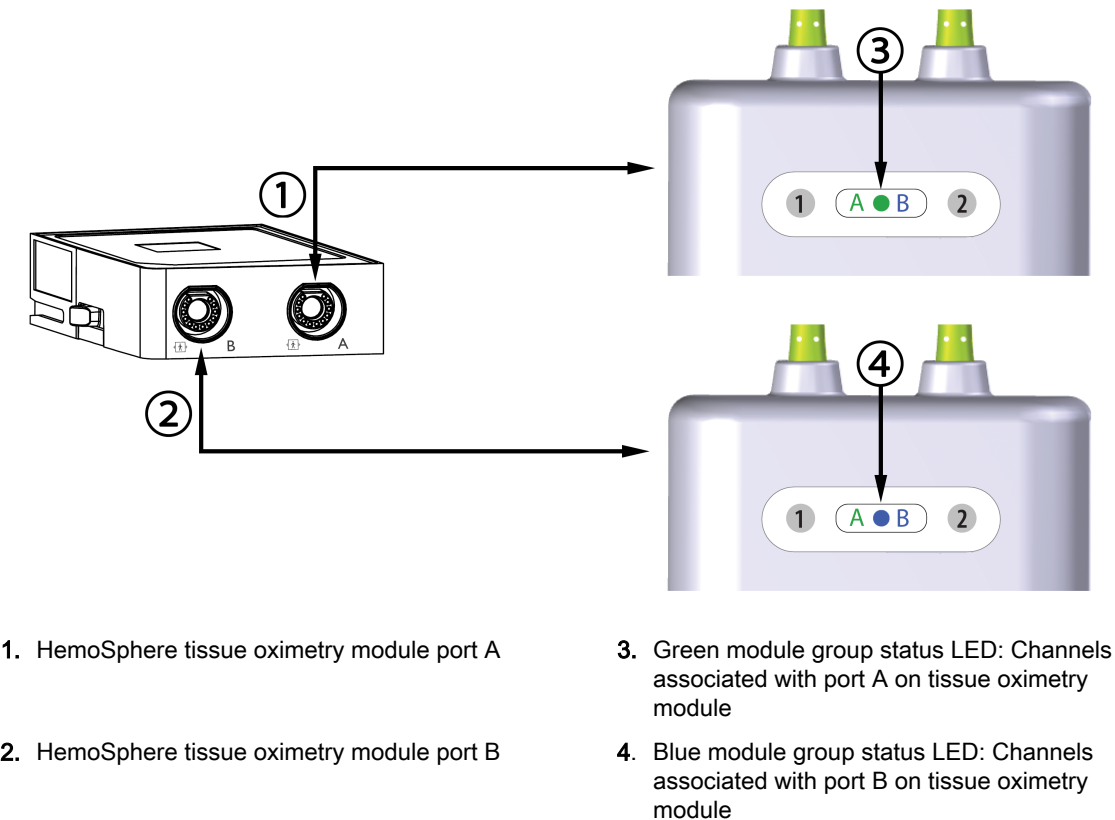 3
1
1 A B 2
B A
4
2
1 A B 2
1. HemoSphere tissue oximetry module port A
3. Green module group status LED: Channels
associated with port A on tissue oximetry
module
2. HemoSphere tissue oximetry module port B
4. Blue module group status LED: Channels
associated with port B on tissue oximetry
module